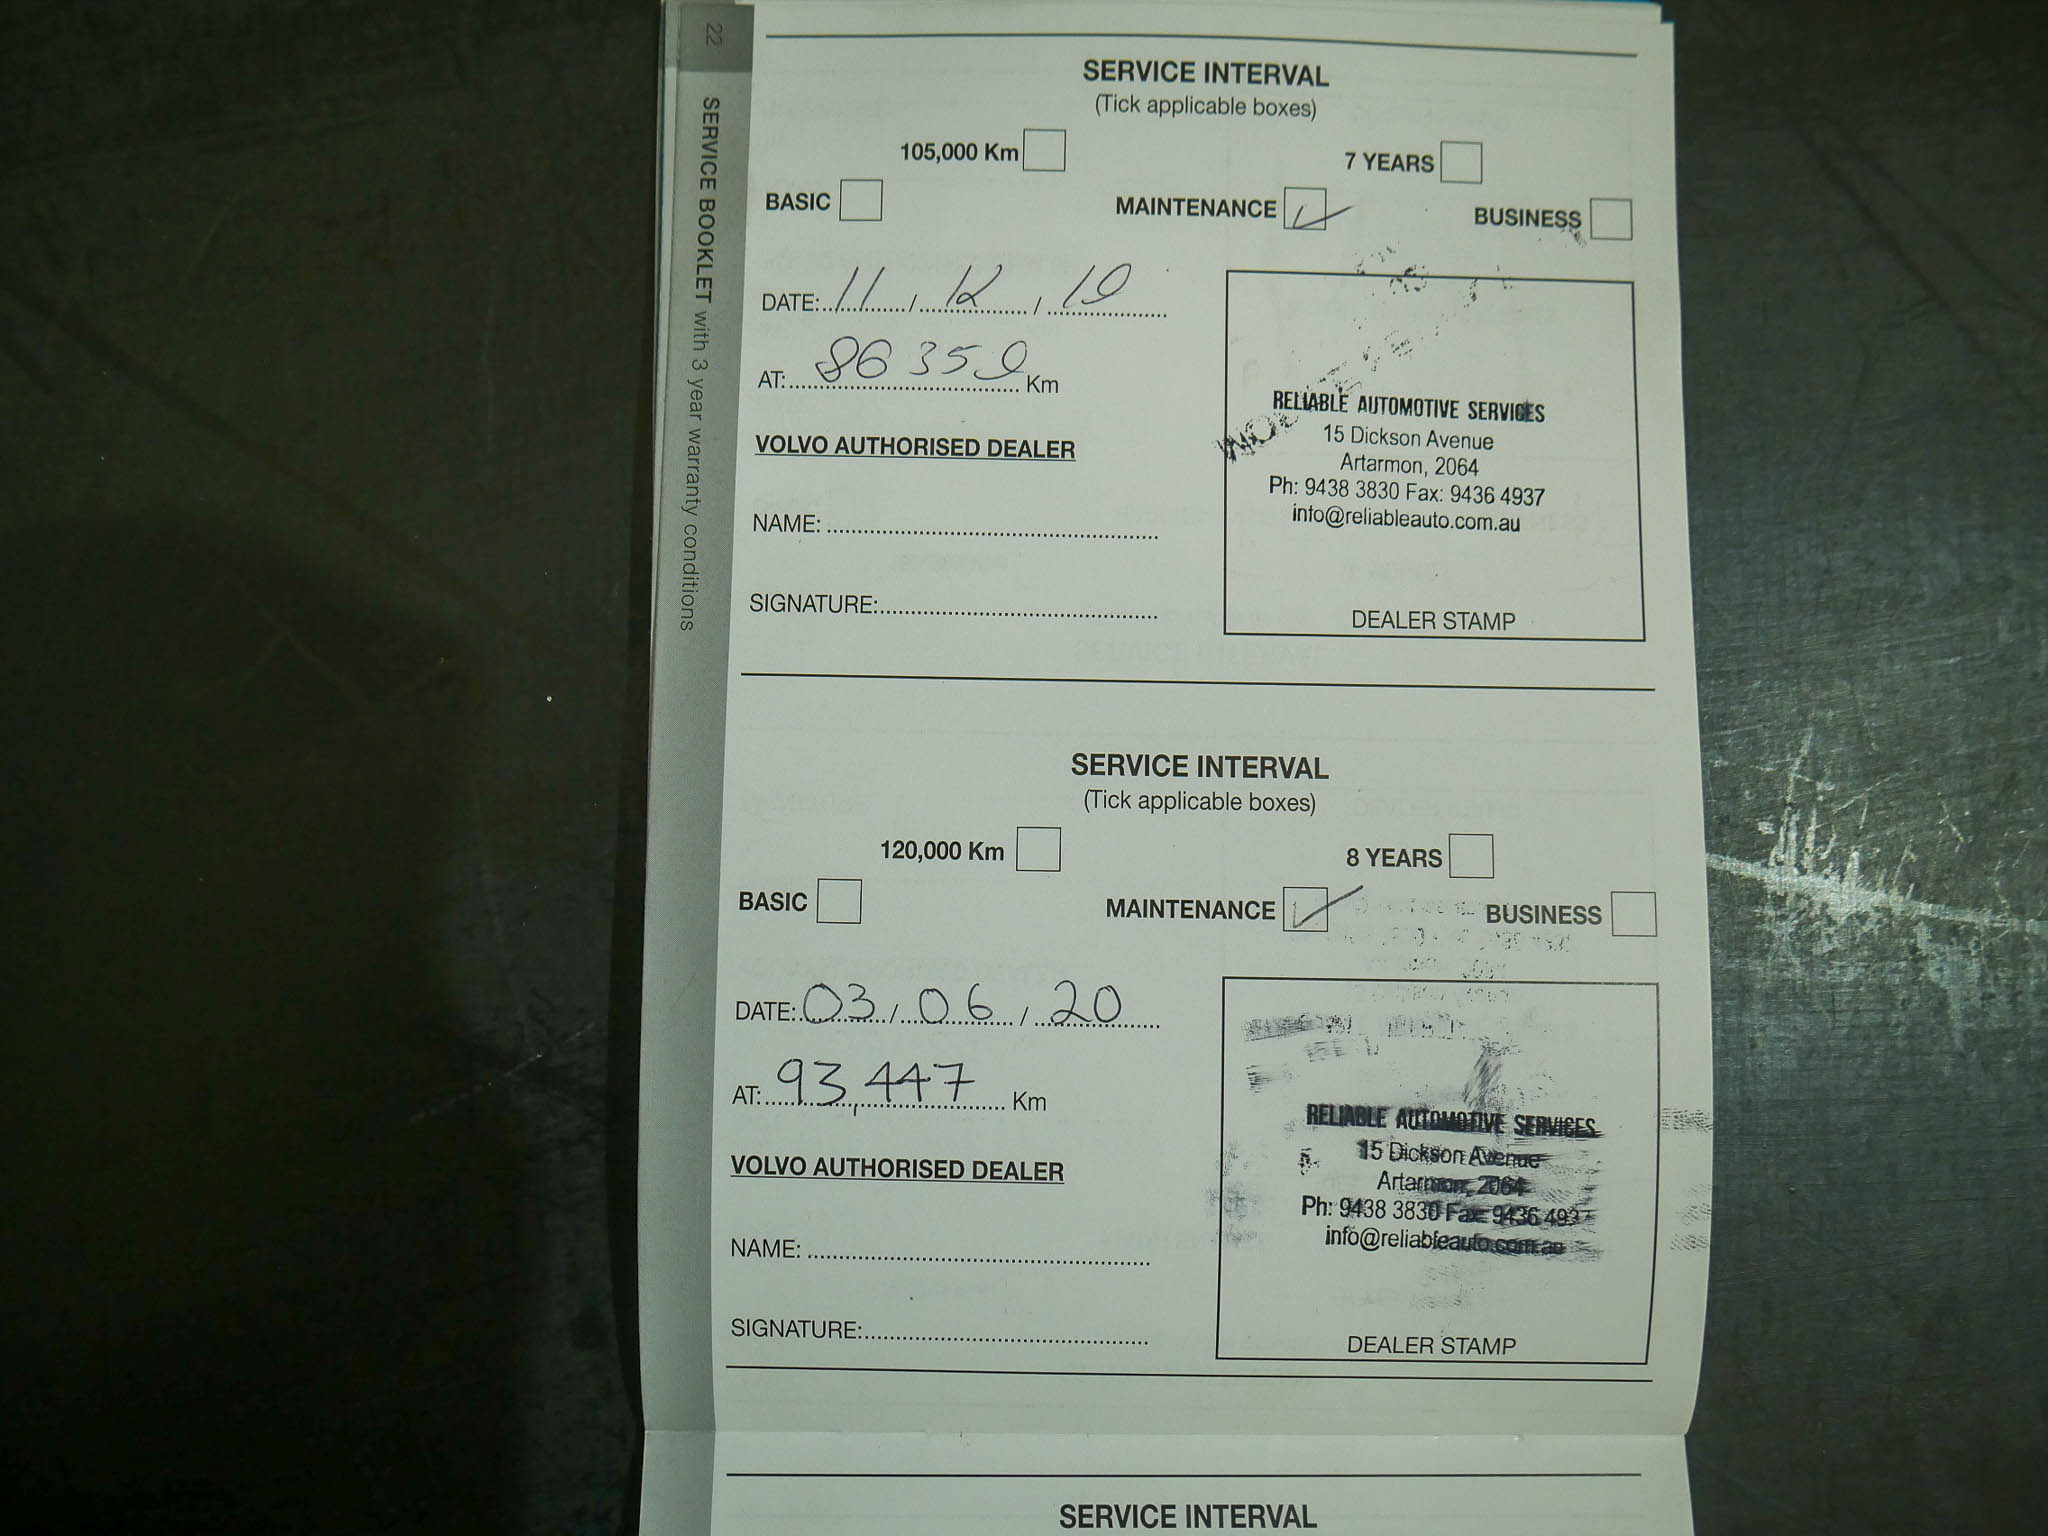 22
SERVICE BOOKLET with 3 year warranty conditions
SERVICE INTERVAL
(Tick applicable boxes)
105,000 Km
7 YEARS
BASIC
MAINTENANCE
BUSINESS
DATE: 11 / 12 / 19
AT: 86359 Km
VOLVO AUTHORISED DEALER
NAME:
SIGNATURE:
RELIABLE AUTOMOTIVE SERVICES
15 Dickson Avenue
Artarmon, 2064
Ph: 9438 3830 Fax: 9436 4937
info@reliableauto.com.au
DEALER STAMP
SERVICE INTERVAL
(Tick applicable boxes)
120,000 Km
8 YEARS
BASIC
MAINTENANCE
BUSINESS
DATE: 03 / 06 / 20
AT: 93,447 Km
VOLVO AUTHORISED DEALER
NAME:
SIGNATURE:
RELIABLE AUTOMOTIVE SERVICES
15 Dickson Avenue
Artarmon, 2064
Ph: 9438 3830 Fax: 9436 4937
info@reliableauto.com.au
DEALER STAMP
SERVICE INTERVAL